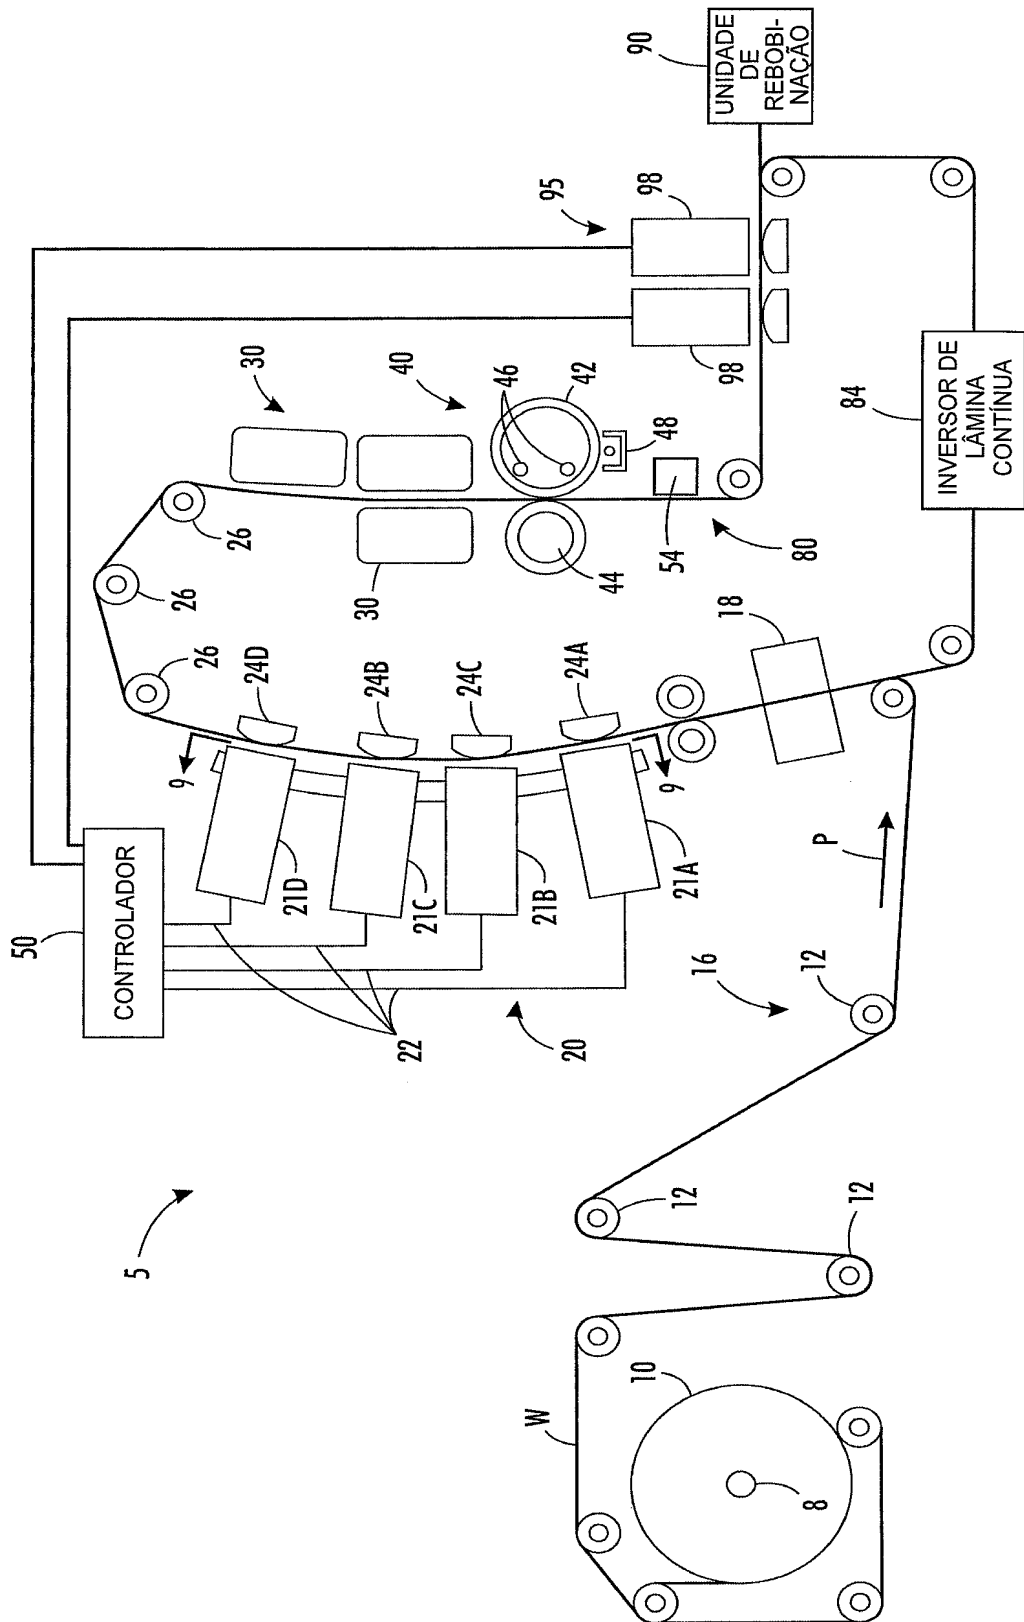 90
UNIDADE
DE
REBOBI-
NAÇÃO
95
98
98
30
40
46
42
48
54
80
44
30
26
26
26
24D
24B
24C
24A
18
84
INVERSOR DE
LÂMINA
CONTÍNUA
9
9
50
CONTROLADOR
21D
21C
21B
21A
22
20
16
P
12
12
12
5
W
10
8